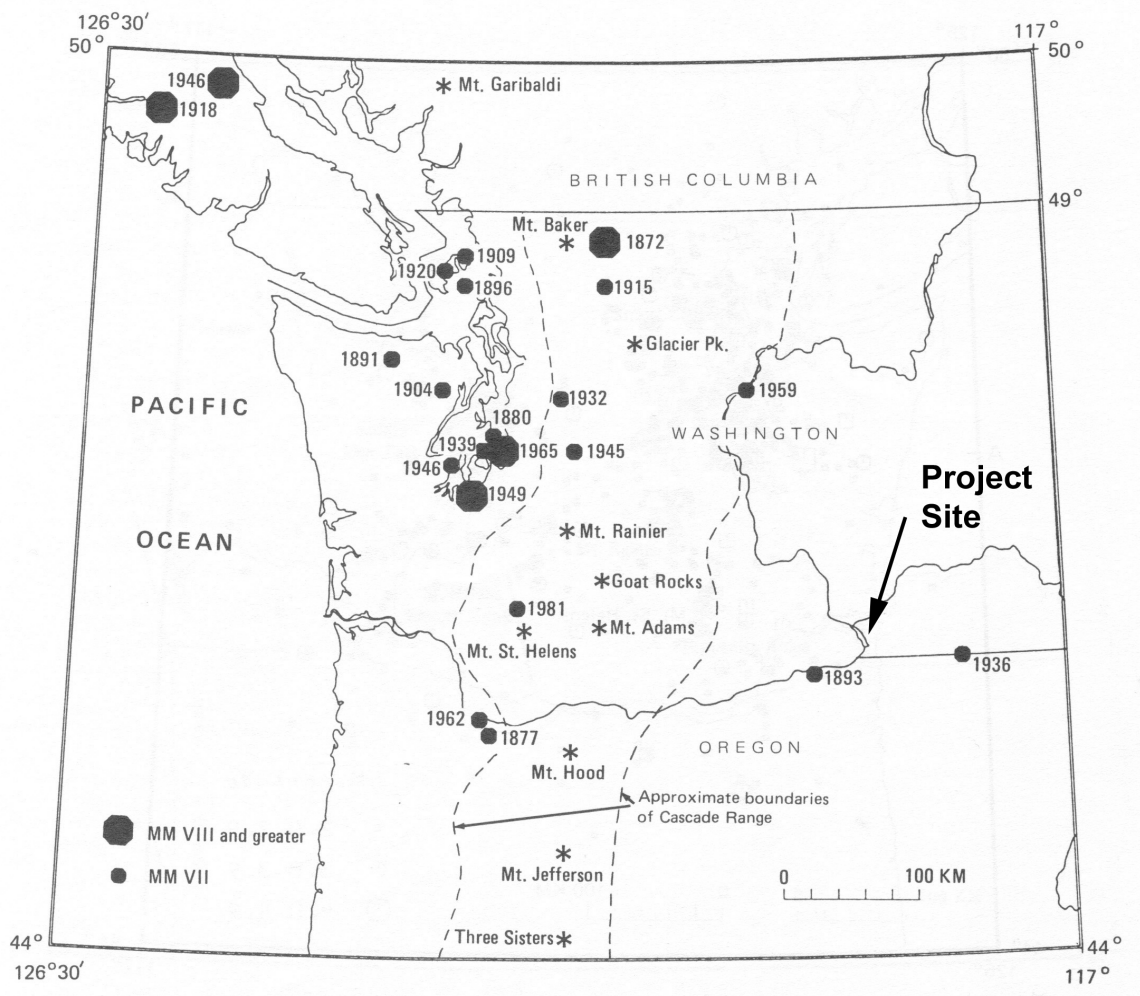 126°30′
117°
50°
50°
1946
1918
Mt. Garibaldi
BRITISH COLUMBIA
49°
Mt. Baker
1872
1909
1920
1896
1915
Glacier Pk.
1891
1904
1932
1959
PACIFIC
1880
WASHINGTON
1939
1965
1945
1946
1949
Project
Site
OCEAN
Mt. Rainier
Goat Rocks
1981
Mt. Adams
Mt. St. Helens
1936
1893
1962
1877
OREGON
Mt. Hood
Approximate boundaries
of Cascade Range
MM VIII and greater
MM VII
Mt. Jefferson
0 100 KM
Three Sisters
44°
44°
126°30′
117°